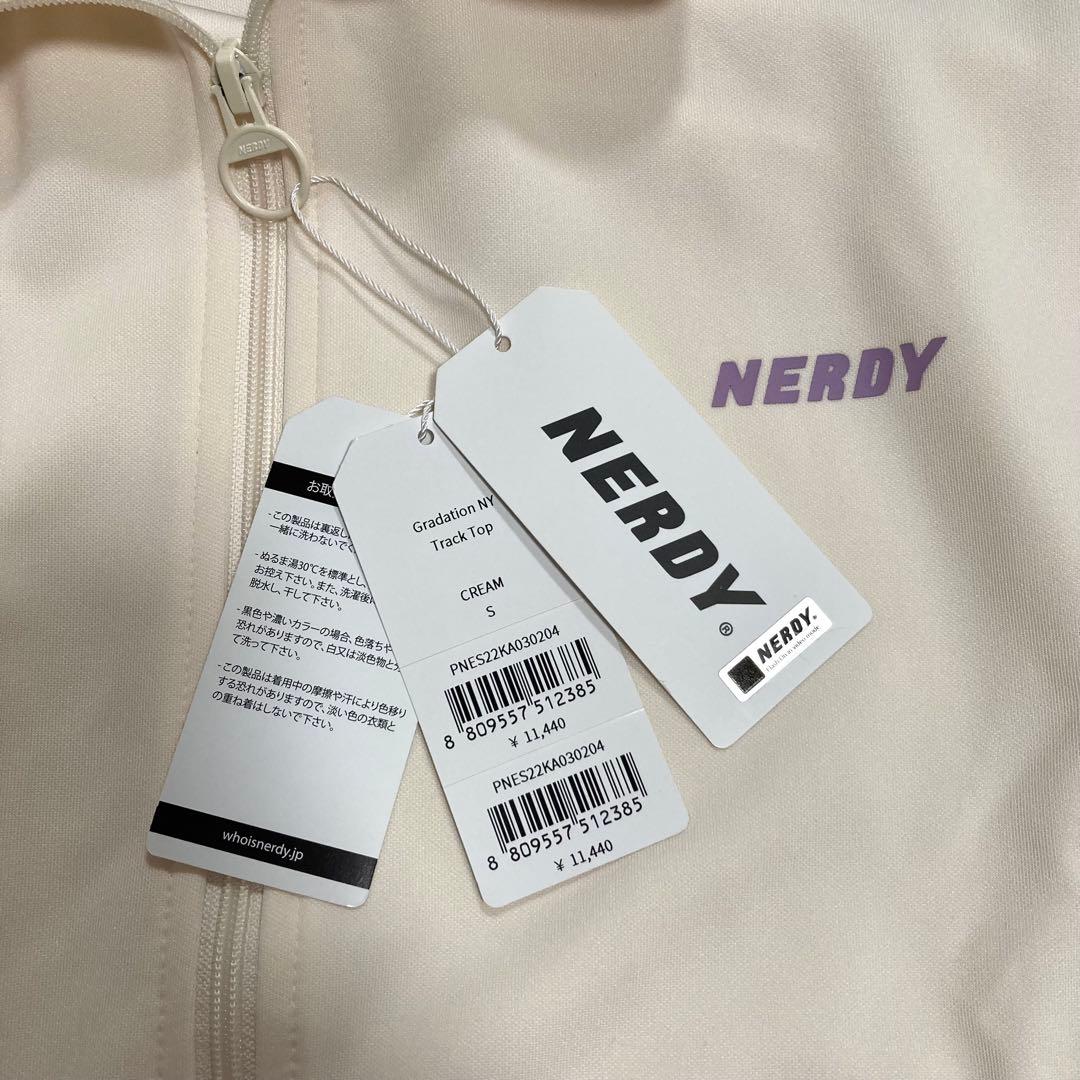 NERDY
NERDY
お取
- この製品は裏返し
一緒に洗わないでく
- ぬるま湯30℃を標準とし、
お控え下さい。また、洗濯後
脱水し、干して下さい。
- 黒色や濃いカラーの場合、色落ちや
恐れがありますので、白又は淡色物と
て洗って下さい。
- この製品は着用中の摩擦や汗により色移り
する恐れがありますので、淡い色の衣類と
の重ね着はしないで下さい。
whoisnerdy.jp
Gradation NY
Track Top
CREAM
S
PNES22KA030204
8 809557 512385
¥ 11,440
PNES22KA030204
8 809557 512385
¥ 11,440
NERDY
®
NERDY®